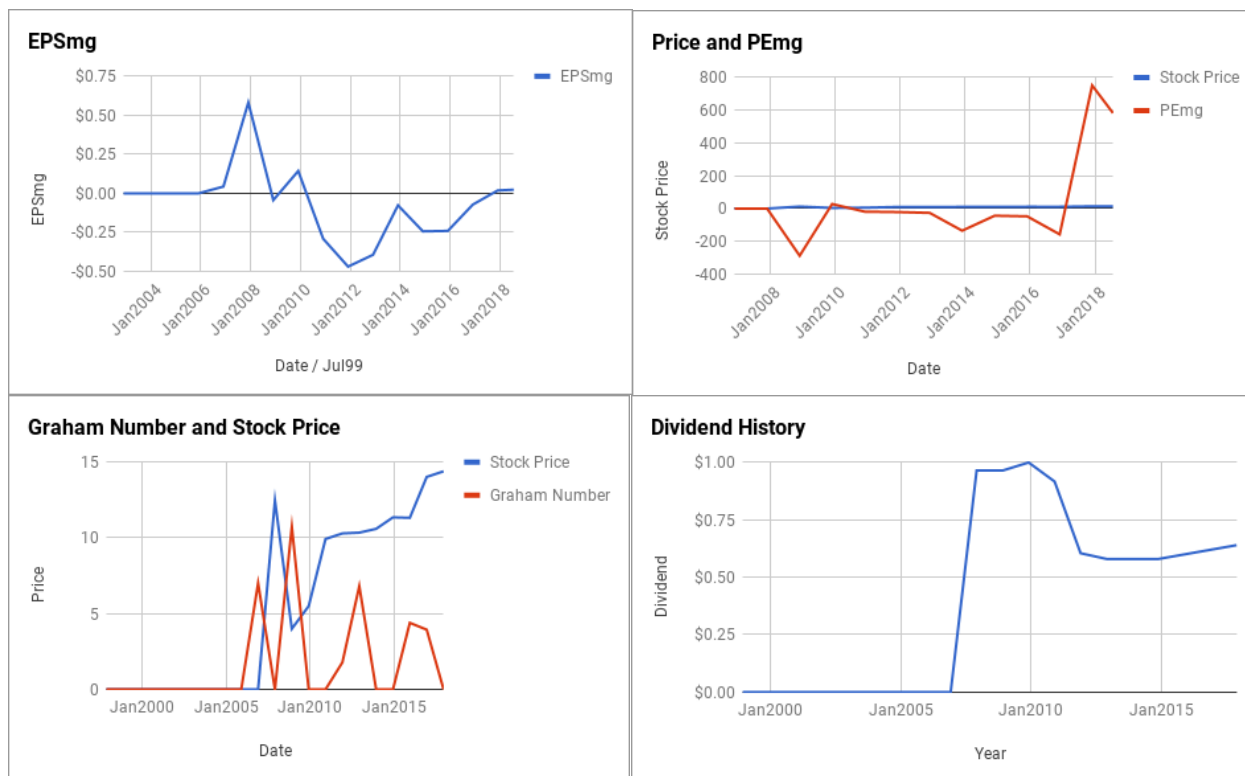 EPSmg
EPSmg
$0.75
$0.50
$0.25
$0.00
-$0.25
-$0.50
EPSmg
Jan2004
Jan2006
Jan2008
Jan2010
Jan2012
Jan2014
Jan2016
Jan2018
Date / Jul99
Price and PEmg
Stock Price
PEmg
800
600
400
200
0
-200
-400
Stock Price
Jan2008
Jan2010
Jan2012
Jan2014
Jan2016
Jan2018
Date
Graham Number and Stock Price
Stock Price
Graham Number
15
10
5
0
Price
Jan2000
Jan2005
Jan2010
Jan2015
Date
Dividend History
$1.00
$0.75
$0.50
$0.25
$0.00
Dividend
Jan2000
Jan2005
Jan2010
Jan2015
Year